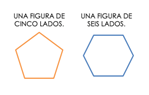 UNA FIGURA DE
CINCO LADOS.
UNA FIGURA DE
SEIS LADOS.